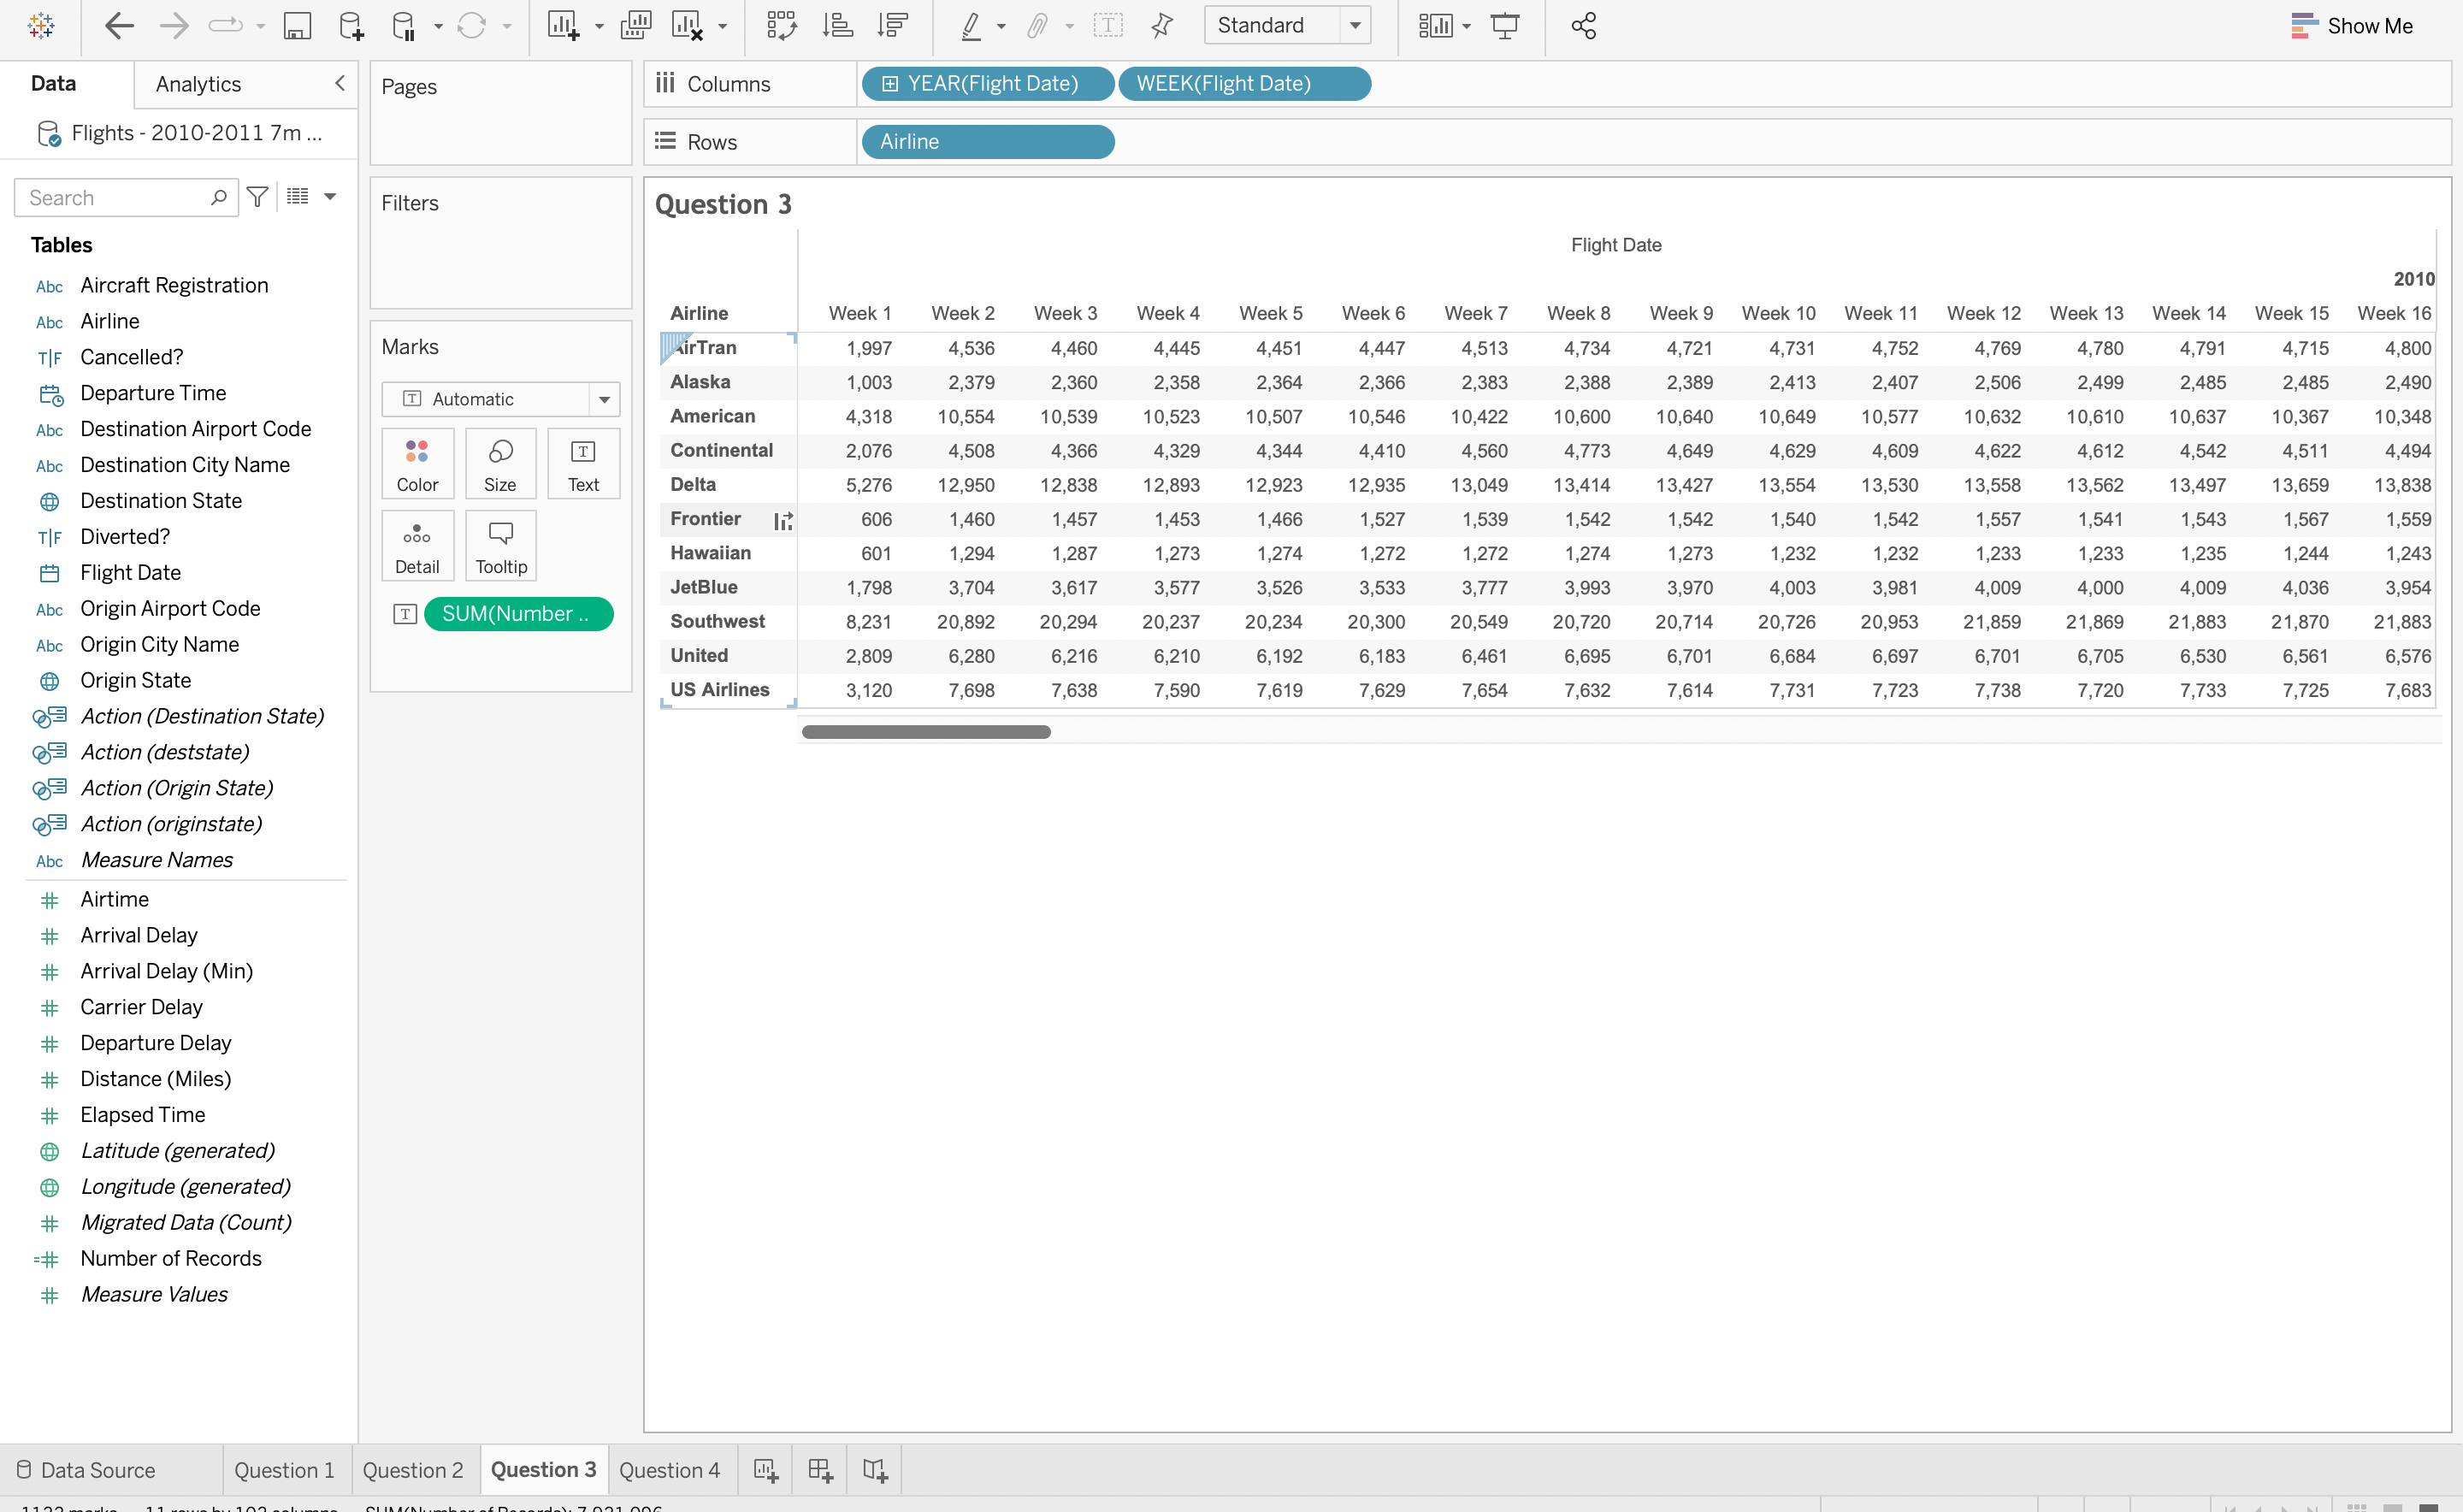 Standard
Show Me
Data
Analytics
Pages
Columns
YEAR(Flight Date)
WEEK(Flight Date)
Flights - 2010-2011 7m ...
Rows
Airline
Search
Filters
Question 3
Tables
Flight Date
Abc Aircraft Registration
2010
Abc Airline
Airline Week 1 Week 2 Week 3 Week 4 Week 5 Week 6 Week 7 Week 8 Week 9 Week 10 Week 11 Week 12 Week 13 Week 14 Week 15 Week 16
AirTran 1,997 4,536 4,460 4,445 4,451 4,447 4,513 4,734 4,721 4,731 4,752 4,769 4,780 4,791 4,715 4,800
Alaska 1,003 2,379 2,360 2,358 2,364 2,366 2,383 2,388 2,389 2,413 2,407 2,506 2,499 2,485 2,485 2,490
American 4,318 10,554 10,539 10,523 10,507 10,546 10,422 10,600 10,640 10,649 10,577 10,632 10,610 10,637 10,367 10,348
Continental 2,076 4,508 4,366 4,329 4,344 4,410 4,560 4,773 4,649 4,629 4,609 4,622 4,612 4,542 4,511 4,494
Delta 5,276 12,950 12,838 12,893 12,923 12,935 13,049 13,414 13,427 13,554 13,530 13,558 13,562 13,497 13,659 13,838
Frontier 606 1,460 1,457 1,453 1,466 1,527 1,539 1,542 1,542 1,540 1,542 1,557 1,541 1,543 1,567 1,559
Hawaiian 601 1,294 1,287 1,273 1,274 1,272 1,272 1,274 1,273 1,232 1,232 1,233 1,233 1,235 1,244 1,243
JetBlue 1,798 3,704 3,617 3,577 3,526 3,533 3,777 3,993 3,970 4,003 3,981 4,009 4,000 4,009 4,036 3,954
Southwest 8,231 20,892 20,294 20,237 20,234 20,300 20,549 20,720 20,714 20,726 20,953 21,859 21,869 21,883 21,870 21,883
United 2,809 6,280 6,216 6,210 6,192 6,183 6,461 6,695 6,701 6,684 6,697 6,701 6,705 6,530 6,561 6,576
US Airlines 3,120 7,698 7,638 7,590 7,619 7,629 7,654 7,632 7,614 7,731 7,723 7,738 7,720 7,733 7,725 7,683
Marks
T Automatic
Color Size T Text
Detail Tooltip
T SUM(Number ..
T|F Cancelled?
Departure Time
Abc Destination Airport Code
Abc Destination City Name
Destination State
T|F Diverted?
Flight Date
Abc Origin Airport Code
Abc Origin City Name
Origin State
Action (Destination State)
Action (deststate)
Action (Origin State)
Action (originstate)
Abc Measure Names
# Airtime
# Arrival Delay
# Arrival Delay (Min)
# Carrier Delay
# Departure Delay
# Distance (Miles)
# Elapsed Time
Latitude (generated)
Longitude (generated)
# Migrated Data (Count)
=# Number of Records
# Measure Values
Data Source Question 1 Question 2 Question 3 Question 4